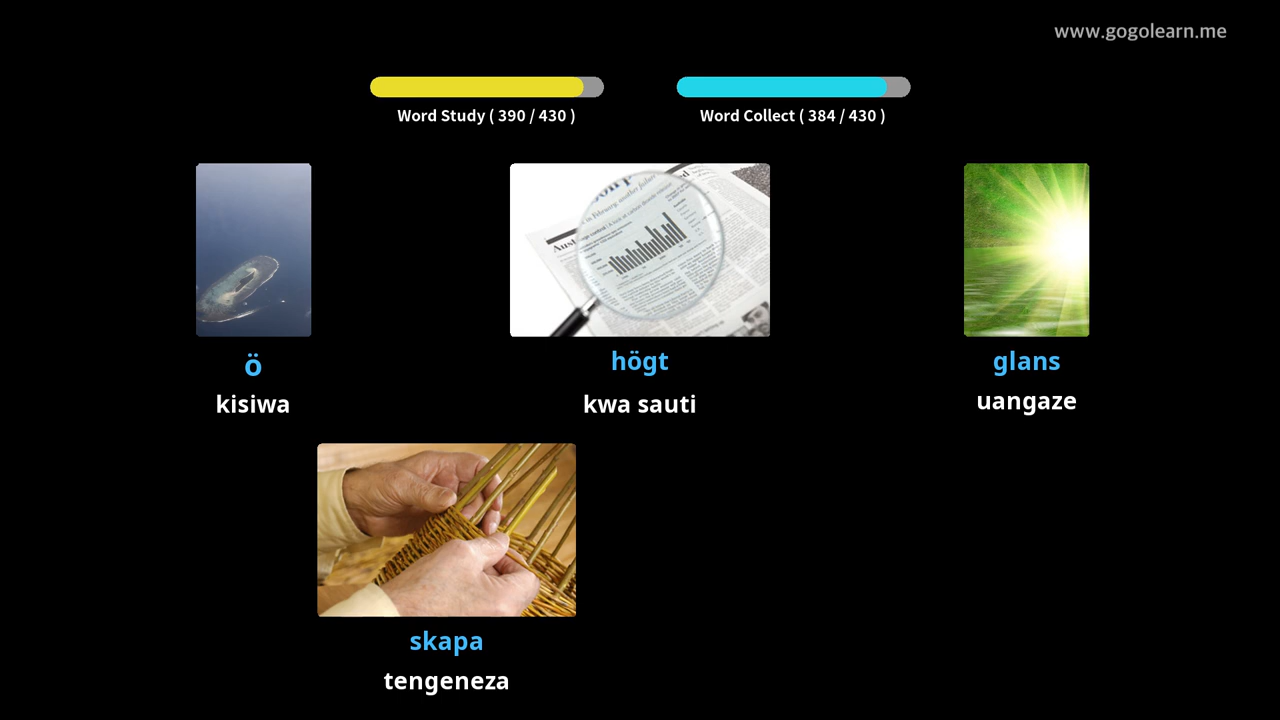 www.gogolearn.me
Word Study ( 390 / 430 )
Word Collect ( 384 / 430 )
ö
kisiwa
högt
kwa sauti
glans
uangaze
skapa
tengeneza